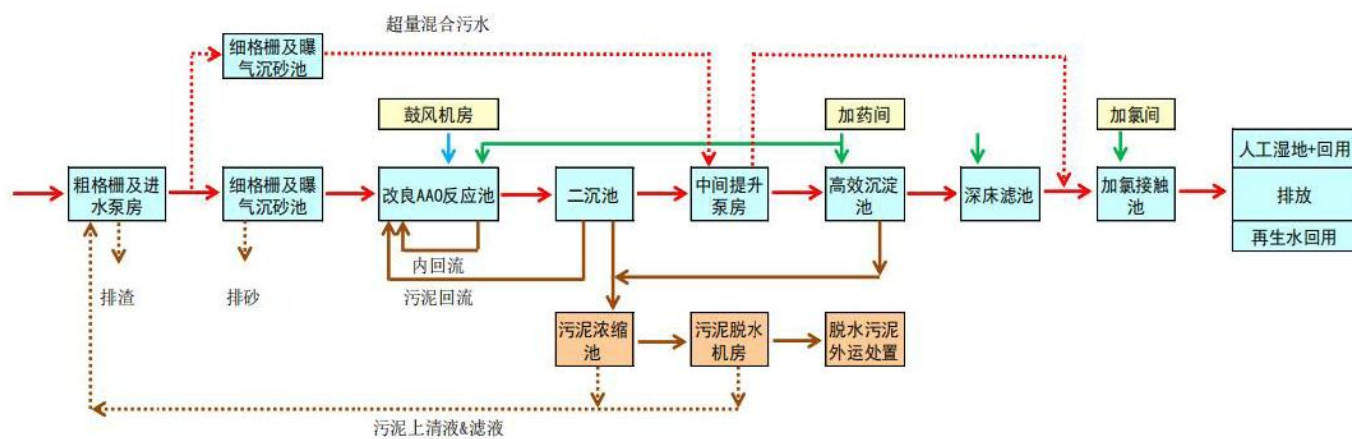 超量混合污水
细格栅及曝
气沉砂池
鼓风机房
加药间
加氯间
粗格栅及进
水泵房
细格栅及曝
气沉砂池
改良AAO反应池
二沉池
中间提升
泵房
高效沉淀
池
深床滤池
加氯接触
池
人工湿地+回用
排放
再生水回用
内回流
污泥回流
排渣
排砂
污泥浓缩
池
污泥脱水
机房
脱水污泥
外运处置
污泥上清液&滤液